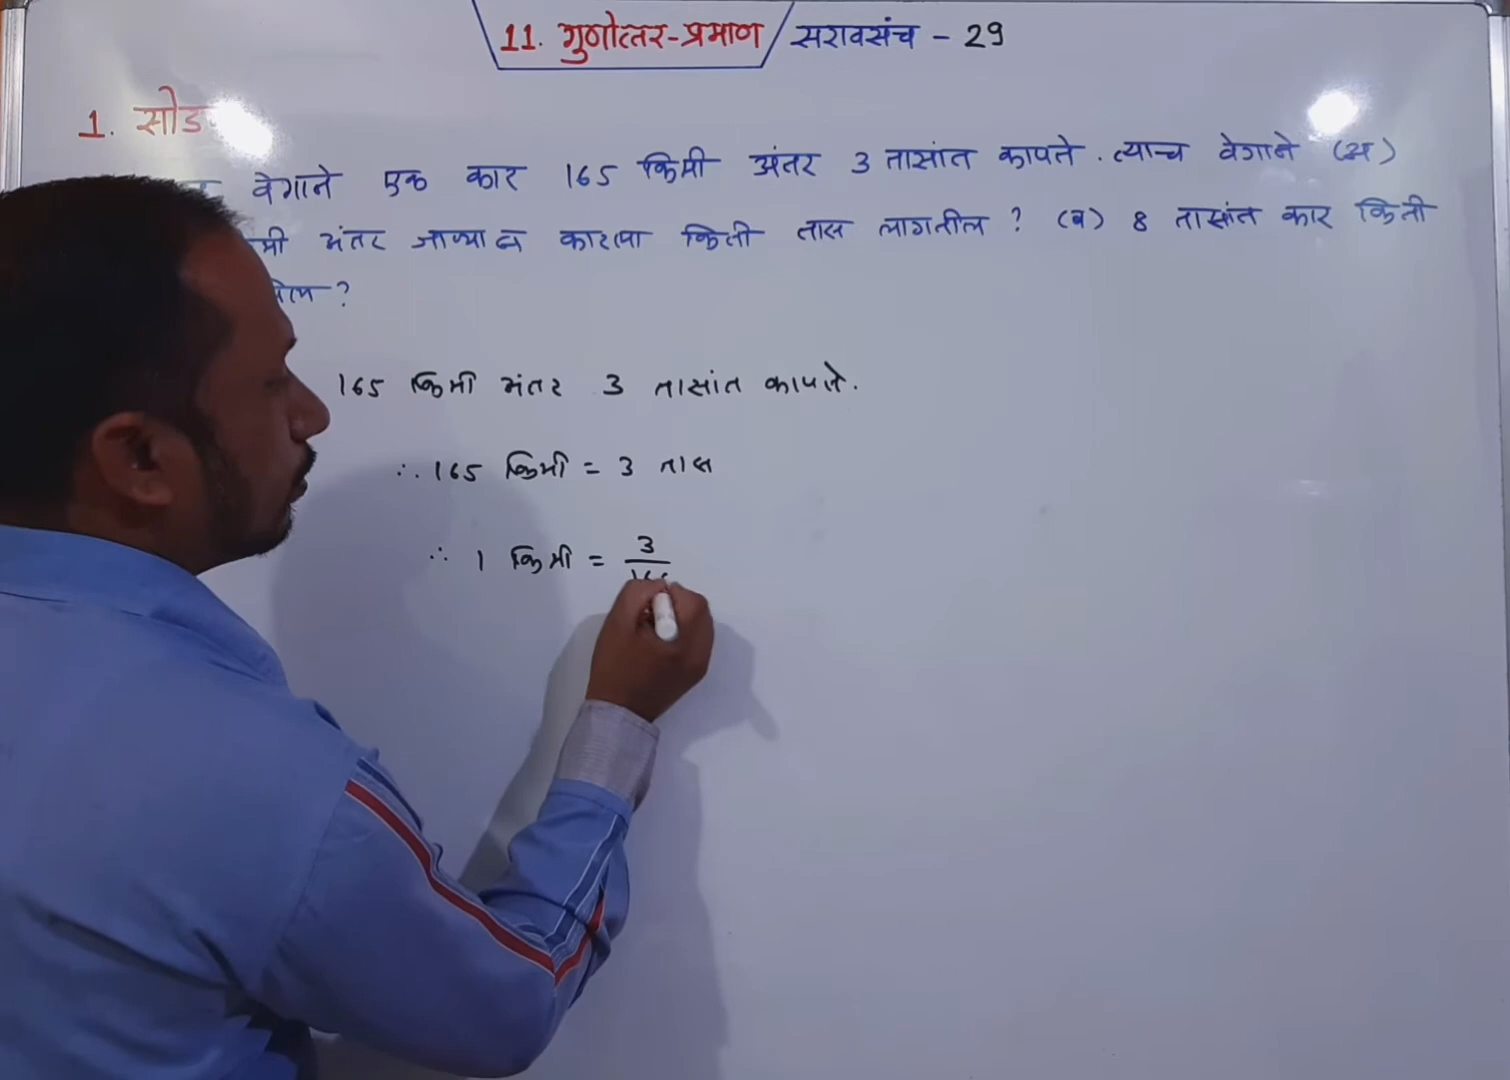 11. गुणोत्तर-प्रमाण / सरावसंच - 29
1. सोड
वेगाने एक कार 165 किमी अंतर 3 तासांत कापते. त्याच वेगाने (अ)
मी अंतर जाण्यास कारला किती तास लागतील ? (ब) 8 तासांत कार किती
?
165 किमी अंतर 3 तासांत कापते.
∴ 165 किमी = 3 तास
∴ 1 किमी = 3